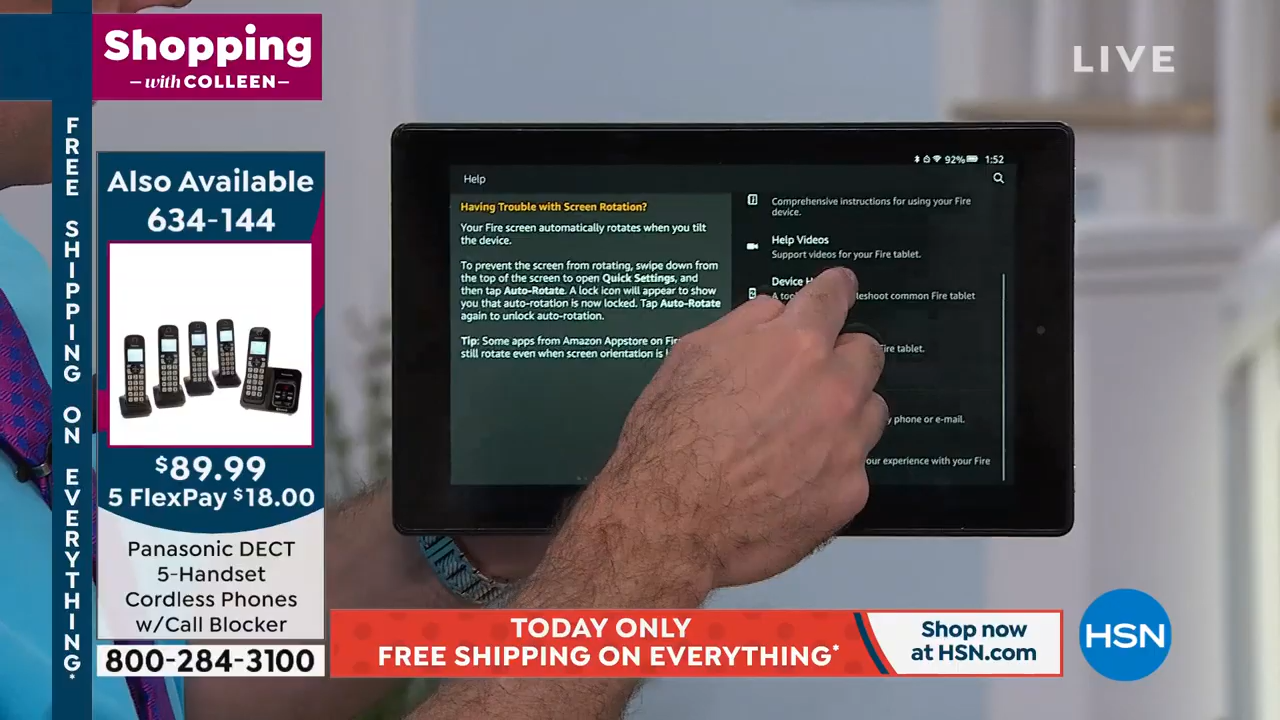 Shopping
with COLLEEN
LIVE
FREE SHIPPING ON EVERYTHING*
Also Available
634-144
$89.99
5 FlexPay $18.00
Panasonic DECT
5-Handset
Cordless Phones
w/Call Blocker
800-284-3100
92% 1:52
Help
Having Trouble with Screen Rotation?
Your Fire screen automatically rotates when you tilt
the device.
To prevent the screen from rotating, swipe down from
the top of the screen to open Quick Settings, and
then tap Auto-Rotate. A lock icon will appear to show
you that auto-rotation is now locked. Tap Auto-Rotate
again to unlock auto-rotation.
Tip: Some apps from Amazon Appstore on
still rotate even when screen orientation is
Comprehensive instructions for using your Fire
device.
Help Videos
Support videos for your Fire tablet.
Device
A common Fire tablet
tablet.
phone or e-mail.
experience with your Fire
TODAY ONLY
FREE SHIPPING ON EVERYTHING*
Shop now
at HSN.com
HSN